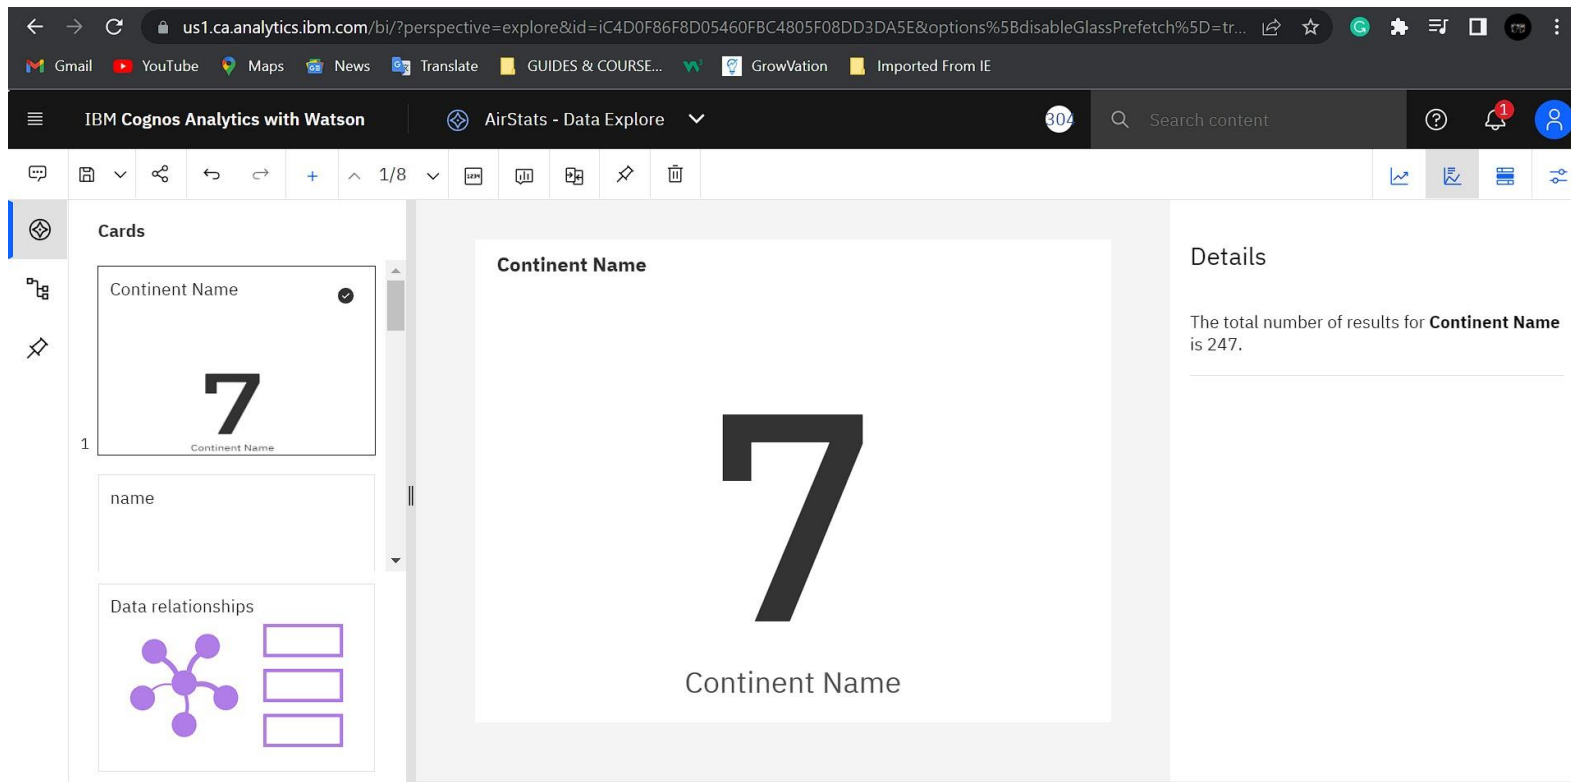 us1.ca.analytics.ibm.com/bi/?perspective=explore&id=iC4D0F86F8D05460FBC4805F08DD3DA5E&options%5BdisableGlassPrefetch%5D=tr...
Gmail YouTube Maps News Translate GUIDES & COURSE... GrowVation Imported From IE
IBM Cognos Analytics with Watson AirStats - Data Explore 304 Search content 1
1/8
Cards
Continent Name
7
Continent Name
1
name
Data relationships
Continent Name
7
Continent Name
Details
The total number of results for Continent Name
is 247.